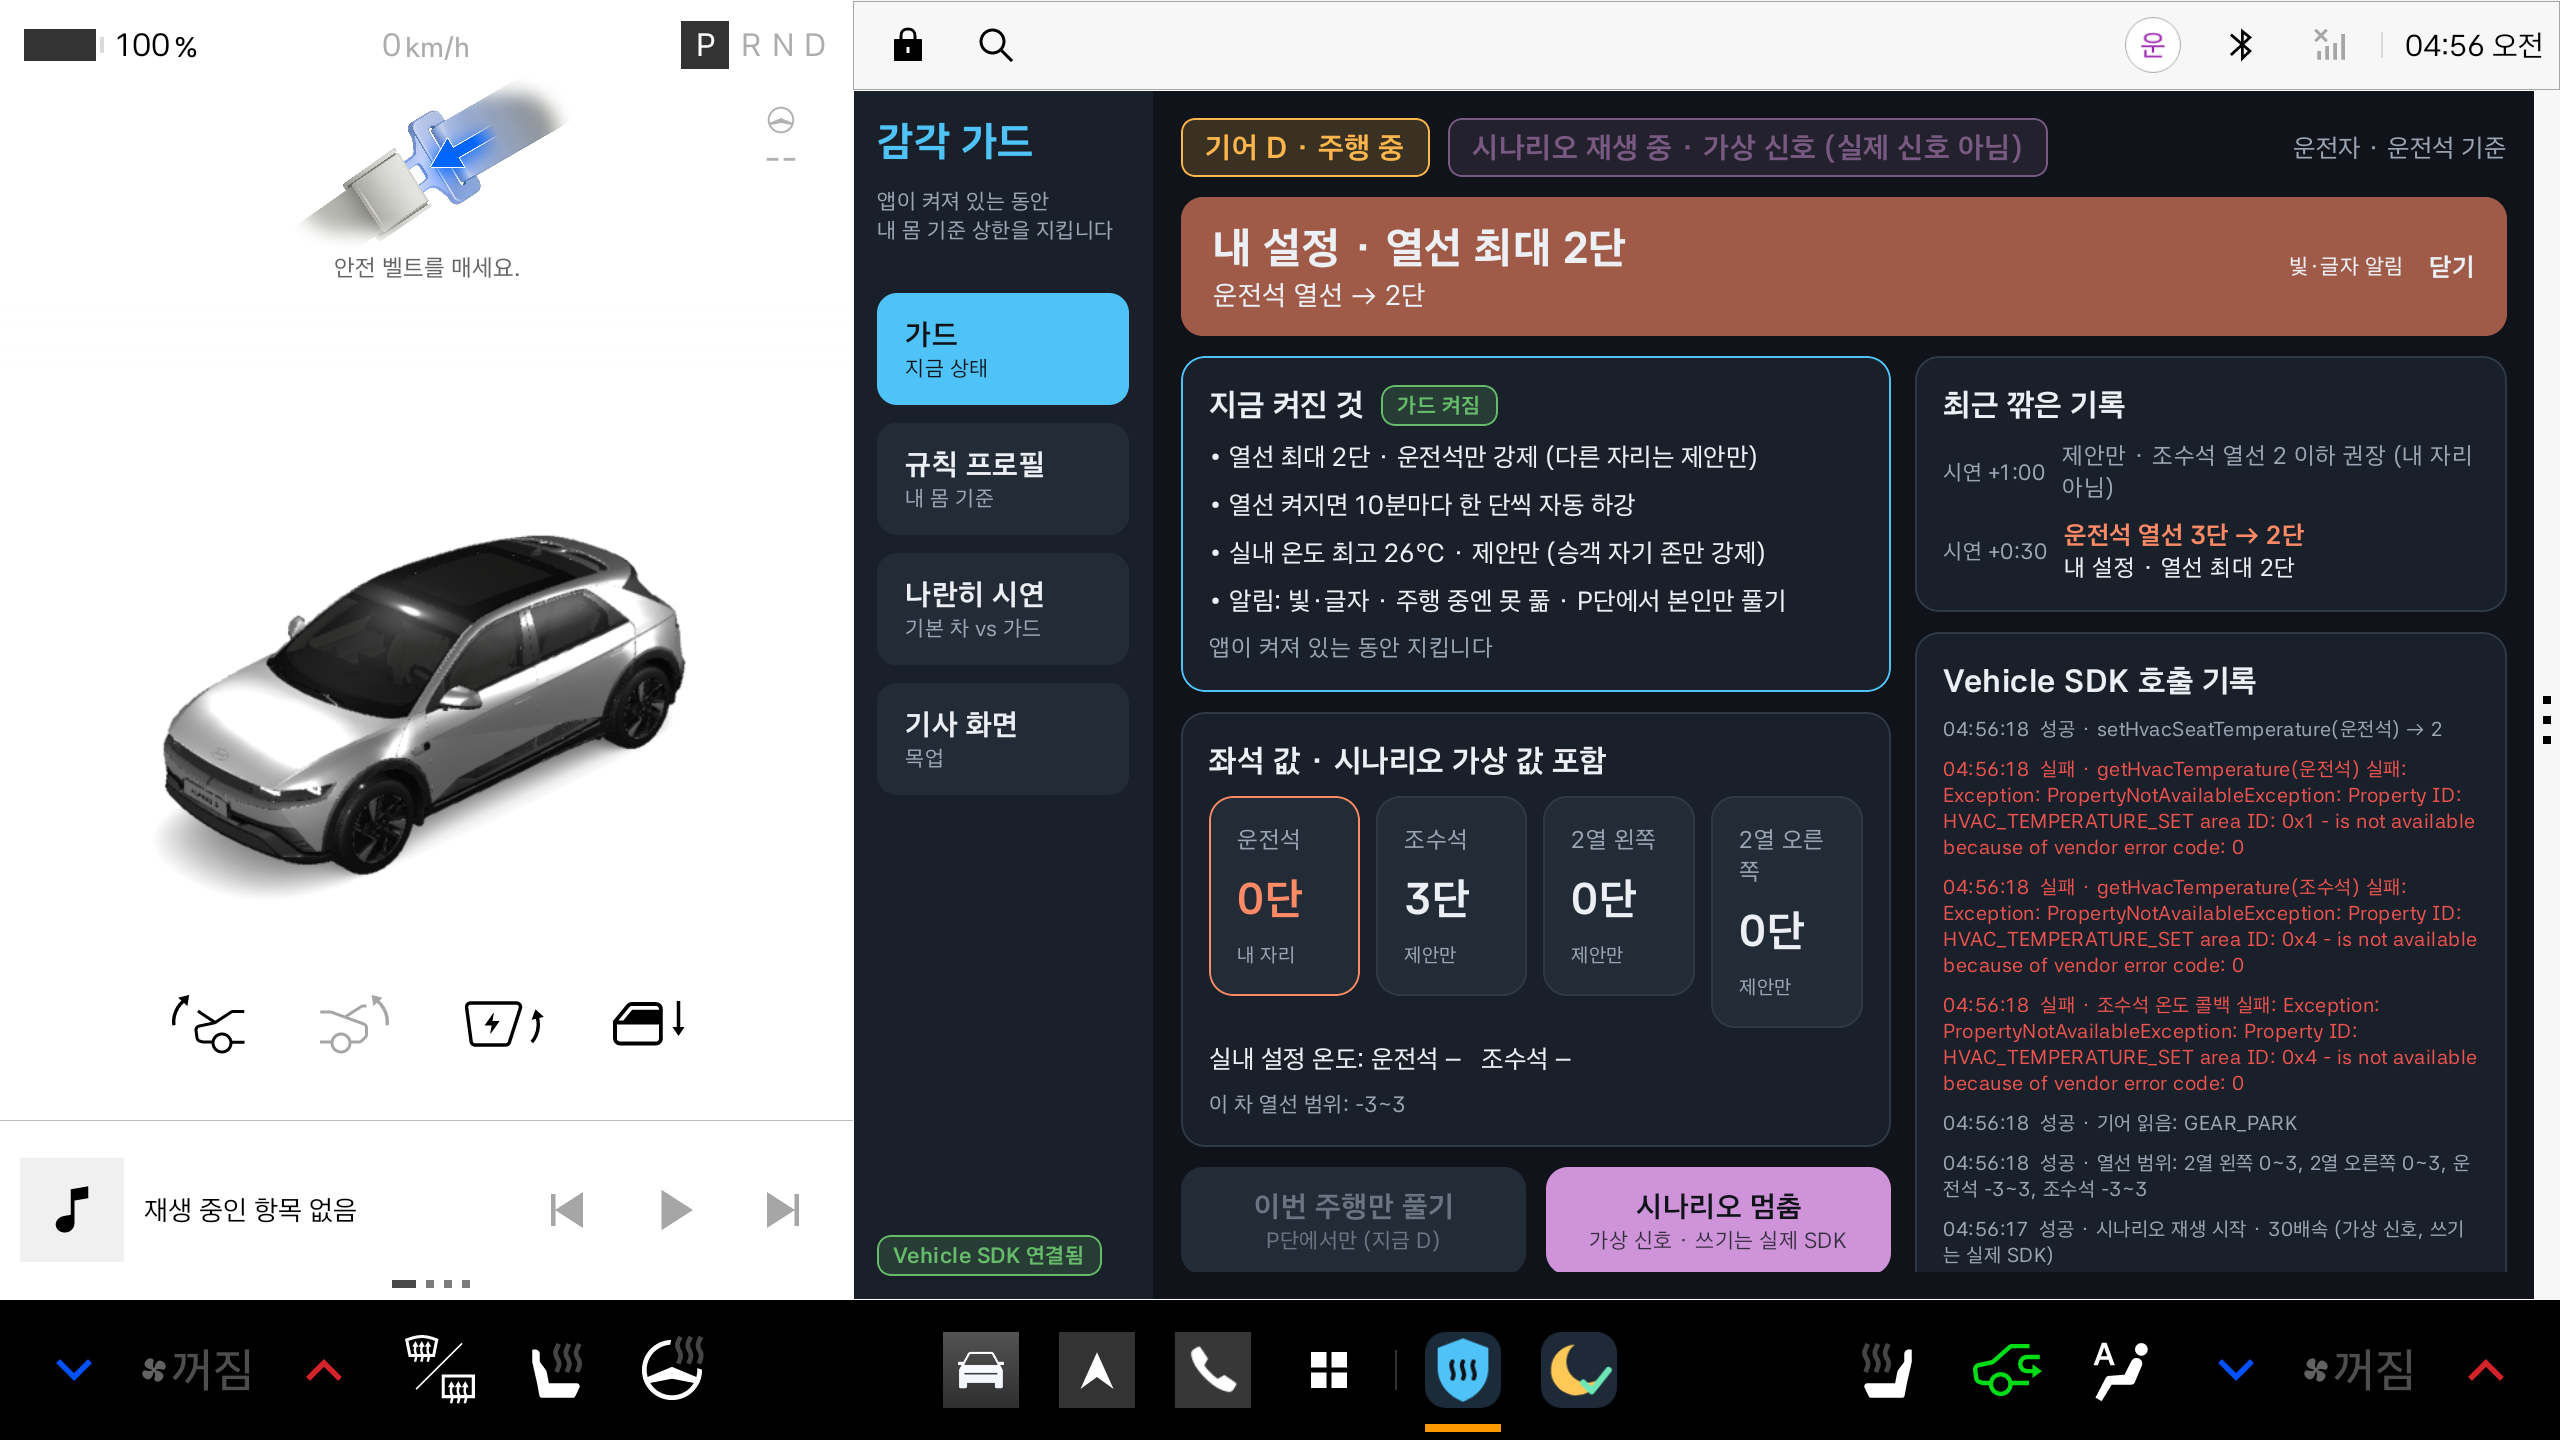 100 %
0 km/h
P R N D
안전 벨트를 매세요.
재생 중인 항목 없음
운
04:56 오전
감각 가드
앱이 켜져 있는 동안
내 몸 기준 상한을 지킵니다
가드
지금 상태
규칙 프로필
내 몸 기준
나란히 시연
기본 차 vs 가드
기사 화면
목업
Vehicle SDK 연결됨
기어 D · 주행 중
시나리오 재생 중 · 가상 신호 (실제 신호 아님)
운전자 · 운전석 기준
내 설정 · 열선 최대 2단
운전석 열선 → 2단
빛·글자 알림
닫기
지금 켜진 것
가드 켜짐
• 열선 최대 2단 · 운전석만 강제 (다른 자리는 제안만)
• 열선 켜지면 10분마다 한 단씩 자동 하강
• 실내 온도 최고 26°C · 제안만 (승객 자기 존만 강제)
• 알림: 빛·글자 · 주행 중엔 못 풂 · P단에서 본인만 풀기
앱이 켜져 있는 동안 지킵니다
좌석 값 · 시나리오 가상 값 포함
운전석
0단
내 자리
조수석
3단
제안만
2열 왼쪽
0단
제안만
2열 오른
쪽
0단
제안만
실내 설정 온도: 운전석 – 조수석 –
이 차 열선 범위: -3~3
이번 주행만 풀기
P단에서만 (지금 D)
시나리오 멈춤
가상 신호 · 쓰기는 실제 SDK
최근 깎은 기록
시연 +1:00
제안만 · 조수석 열선 2 이하 권장 (내 자리
아님)
시연 +0:30
운전석 열선 3단 → 2단
내 설정 · 열선 최대 2단
Vehicle SDK 호출 기록
04:56:18 성공 · setHvacSeatTemperature(운전석) → 2
04:56:18 실패 · getHvacTemperature(운전석) 실패:
Exception: PropertyNotAvailableException: Property ID:
HVAC_TEMPERATURE_SET area ID: 0x1 - is not available
because of vendor error code: 0
04:56:18 실패 · getHvacTemperature(조수석) 실패:
Exception: PropertyNotAvailableException: Property ID:
HVAC_TEMPERATURE_SET area ID: 0x4 - is not available
because of vendor error code: 0
04:56:18 실패 · 조수석 온도 콜백 실패: Exception:
PropertyNotAvailableException: Property ID:
HVAC_TEMPERATURE_SET area ID: 0x4 - is not available
because of vendor error code: 0
04:56:18 성공 · 기어 읽음: GEAR_PARK
04:56:18 성공 · 열선 범위: 2열 왼쪽 0~3, 2열 오른쪽 0~3, 운
전석 -3~3, 조수석 -3~3
04:56:17 성공 · 시나리오 재생 시작 · 30배속 (가상 신호, 쓰기
는 실제 SDK)
꺼짐
A
꺼짐